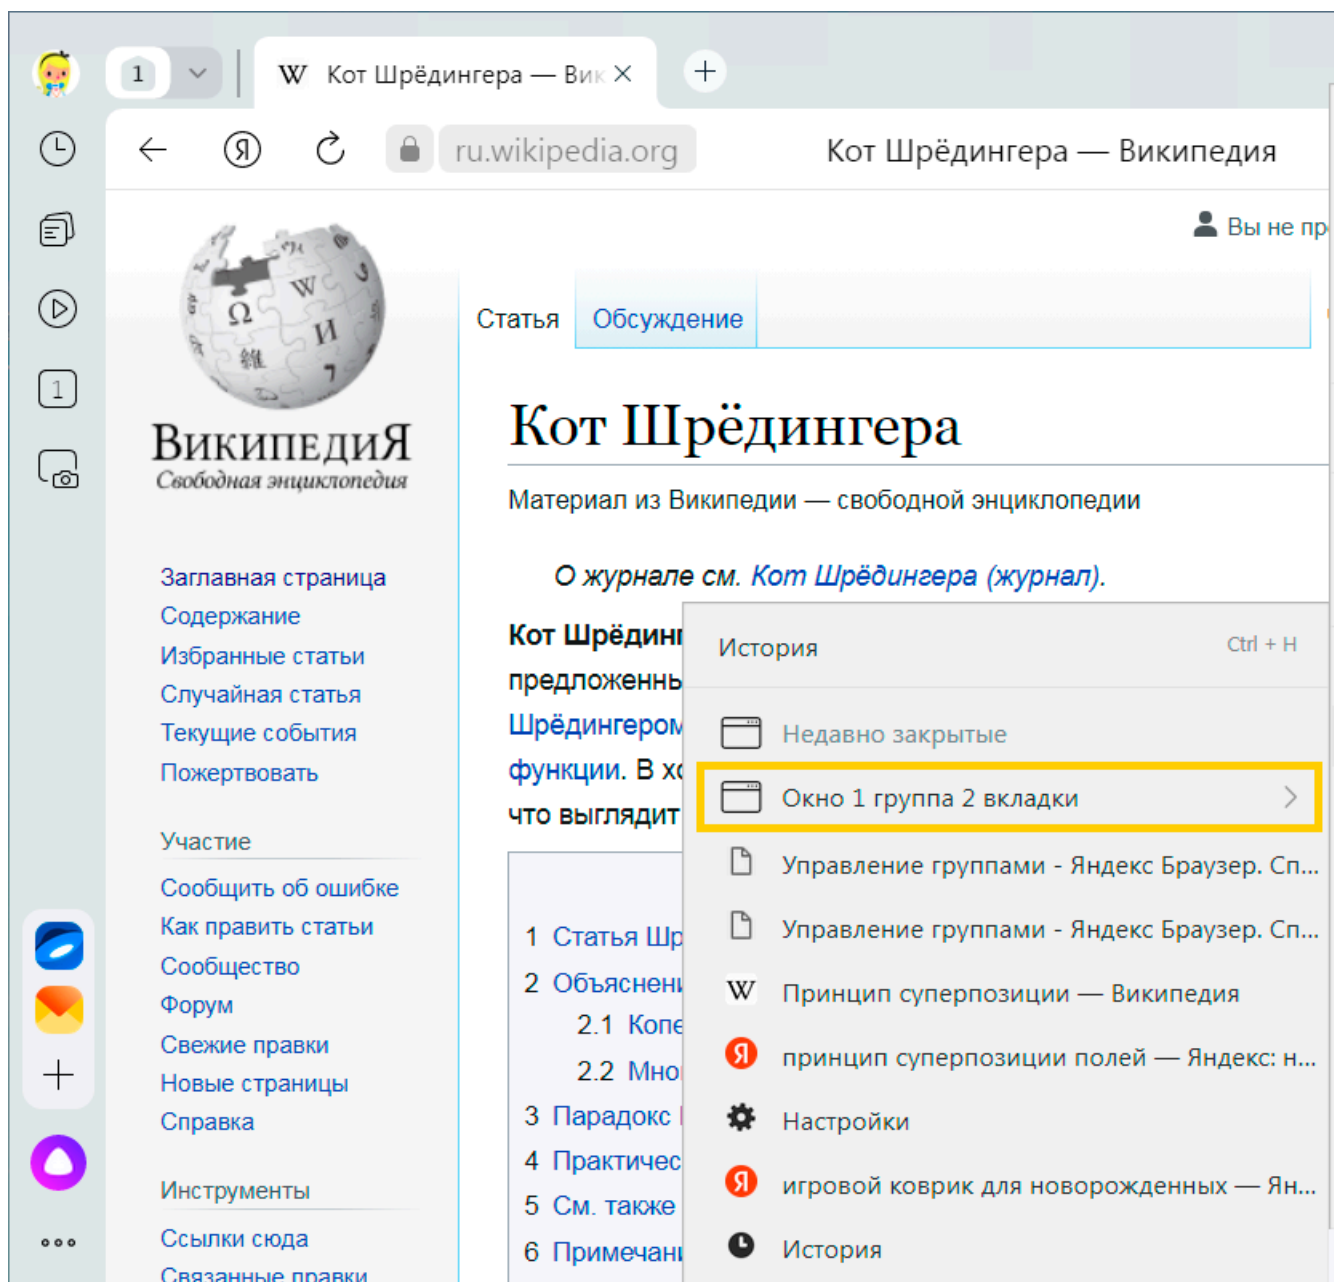 1
W Кот Шрёдингера — Вик
Я ru.wikipedia.org Кот Шрёдингера — Википедия
Вы не пр
1
Ω W И 維 7
Статья Обсуждение
ВикипедиЯ
Свободная энциклопедия
Кот Шрёдингера
Материал из Википедии — свободной энциклопедии
О журнале см. Кот Шрёдингера (журнал).
Кот Шрёдинг
предложенны
Шрёдингером
функции. В хо
что выглядит
Заглавная страница
Содержание
Избранные статьи
Случайная статья
Текущие события
Пожертвовать
Участие
Сообщить об ошибке
Как править статьи
Сообщество
Форум
Свежие правки
Новые страницы
Справка
Инструменты
Ссылки сюда
Связанные правки
1 Статья Шр
2 Объяснени
2.1 Копе
2.2 Мно
3 Парадокс
4 Практичес
5 См. также
6 Примечани
История Ctrl + H
Недавно закрытые
Окно 1 группа 2 вкладки
Управление группами - Яндекс Браузер. Сп...
Управление группами - Яндекс Браузер. Сп...
W Принцип суперпозиции — Википедия
Я принцип суперпозиции полей — Яндекс: н...
Настройки
Я игровой коврик для новорожденных — Ян...
История